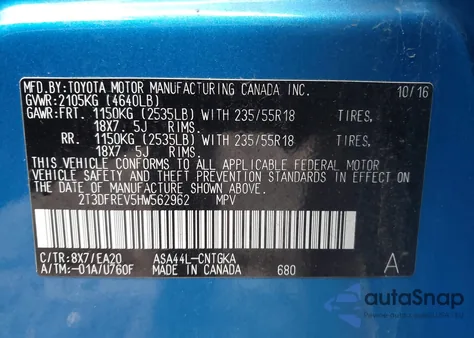 MFD.BY:TOYOTA MOTOR MANUFACTURING CANADA INC. 10/16
GVWR:2105KG (4640LB)
GAWR:FRT. 1150KG (2535LB) WITH 235/55R18 TIRES.
18X7. 5J RIMS.
RR. 1150KG (2535LB) WITH 235/55R18 TIRES.
18X7. 5J RIMS.
THIS VEHICLE CONFORMS TO ALL APPLICABLE FEDERAL MOTOR
VEHICLE SAFETY AND THEFT PREVENTION STANDARDS IN EFFECT
ON THE DATE OF MANUFACTURE SHOWN ABOVE.
2T3DFREV5HW562962 MPV
C/TR:8X7/EA20 ASA44L-CNTGKA
A/TM:-01A/U760F MADE IN CANADA 680 A
autoSnap